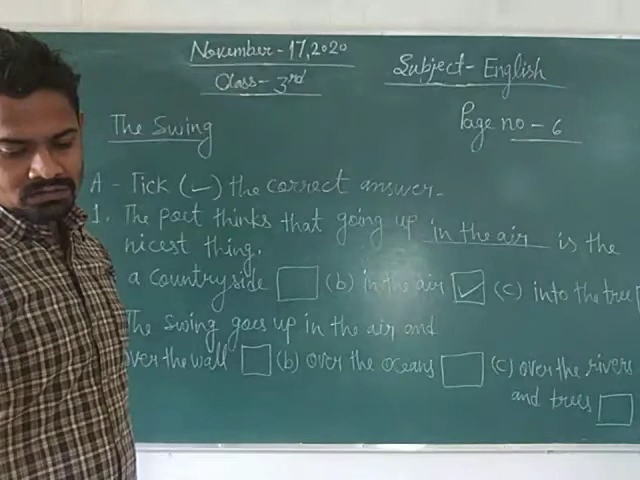 November - 17, 2020
Class - 3rd
Subject - English
The Swing
Page no - 6
A - Tick (✓) the correct answer -
1. The poet thinks that going up in the air is the
nicest thing.
a countryside ☐ (b) in the air ☑ (c) into the tree
The swing goes up in the air and
over the wall ☐ (b) over the oceans ☐ (c) over the rivers
and trees ☐